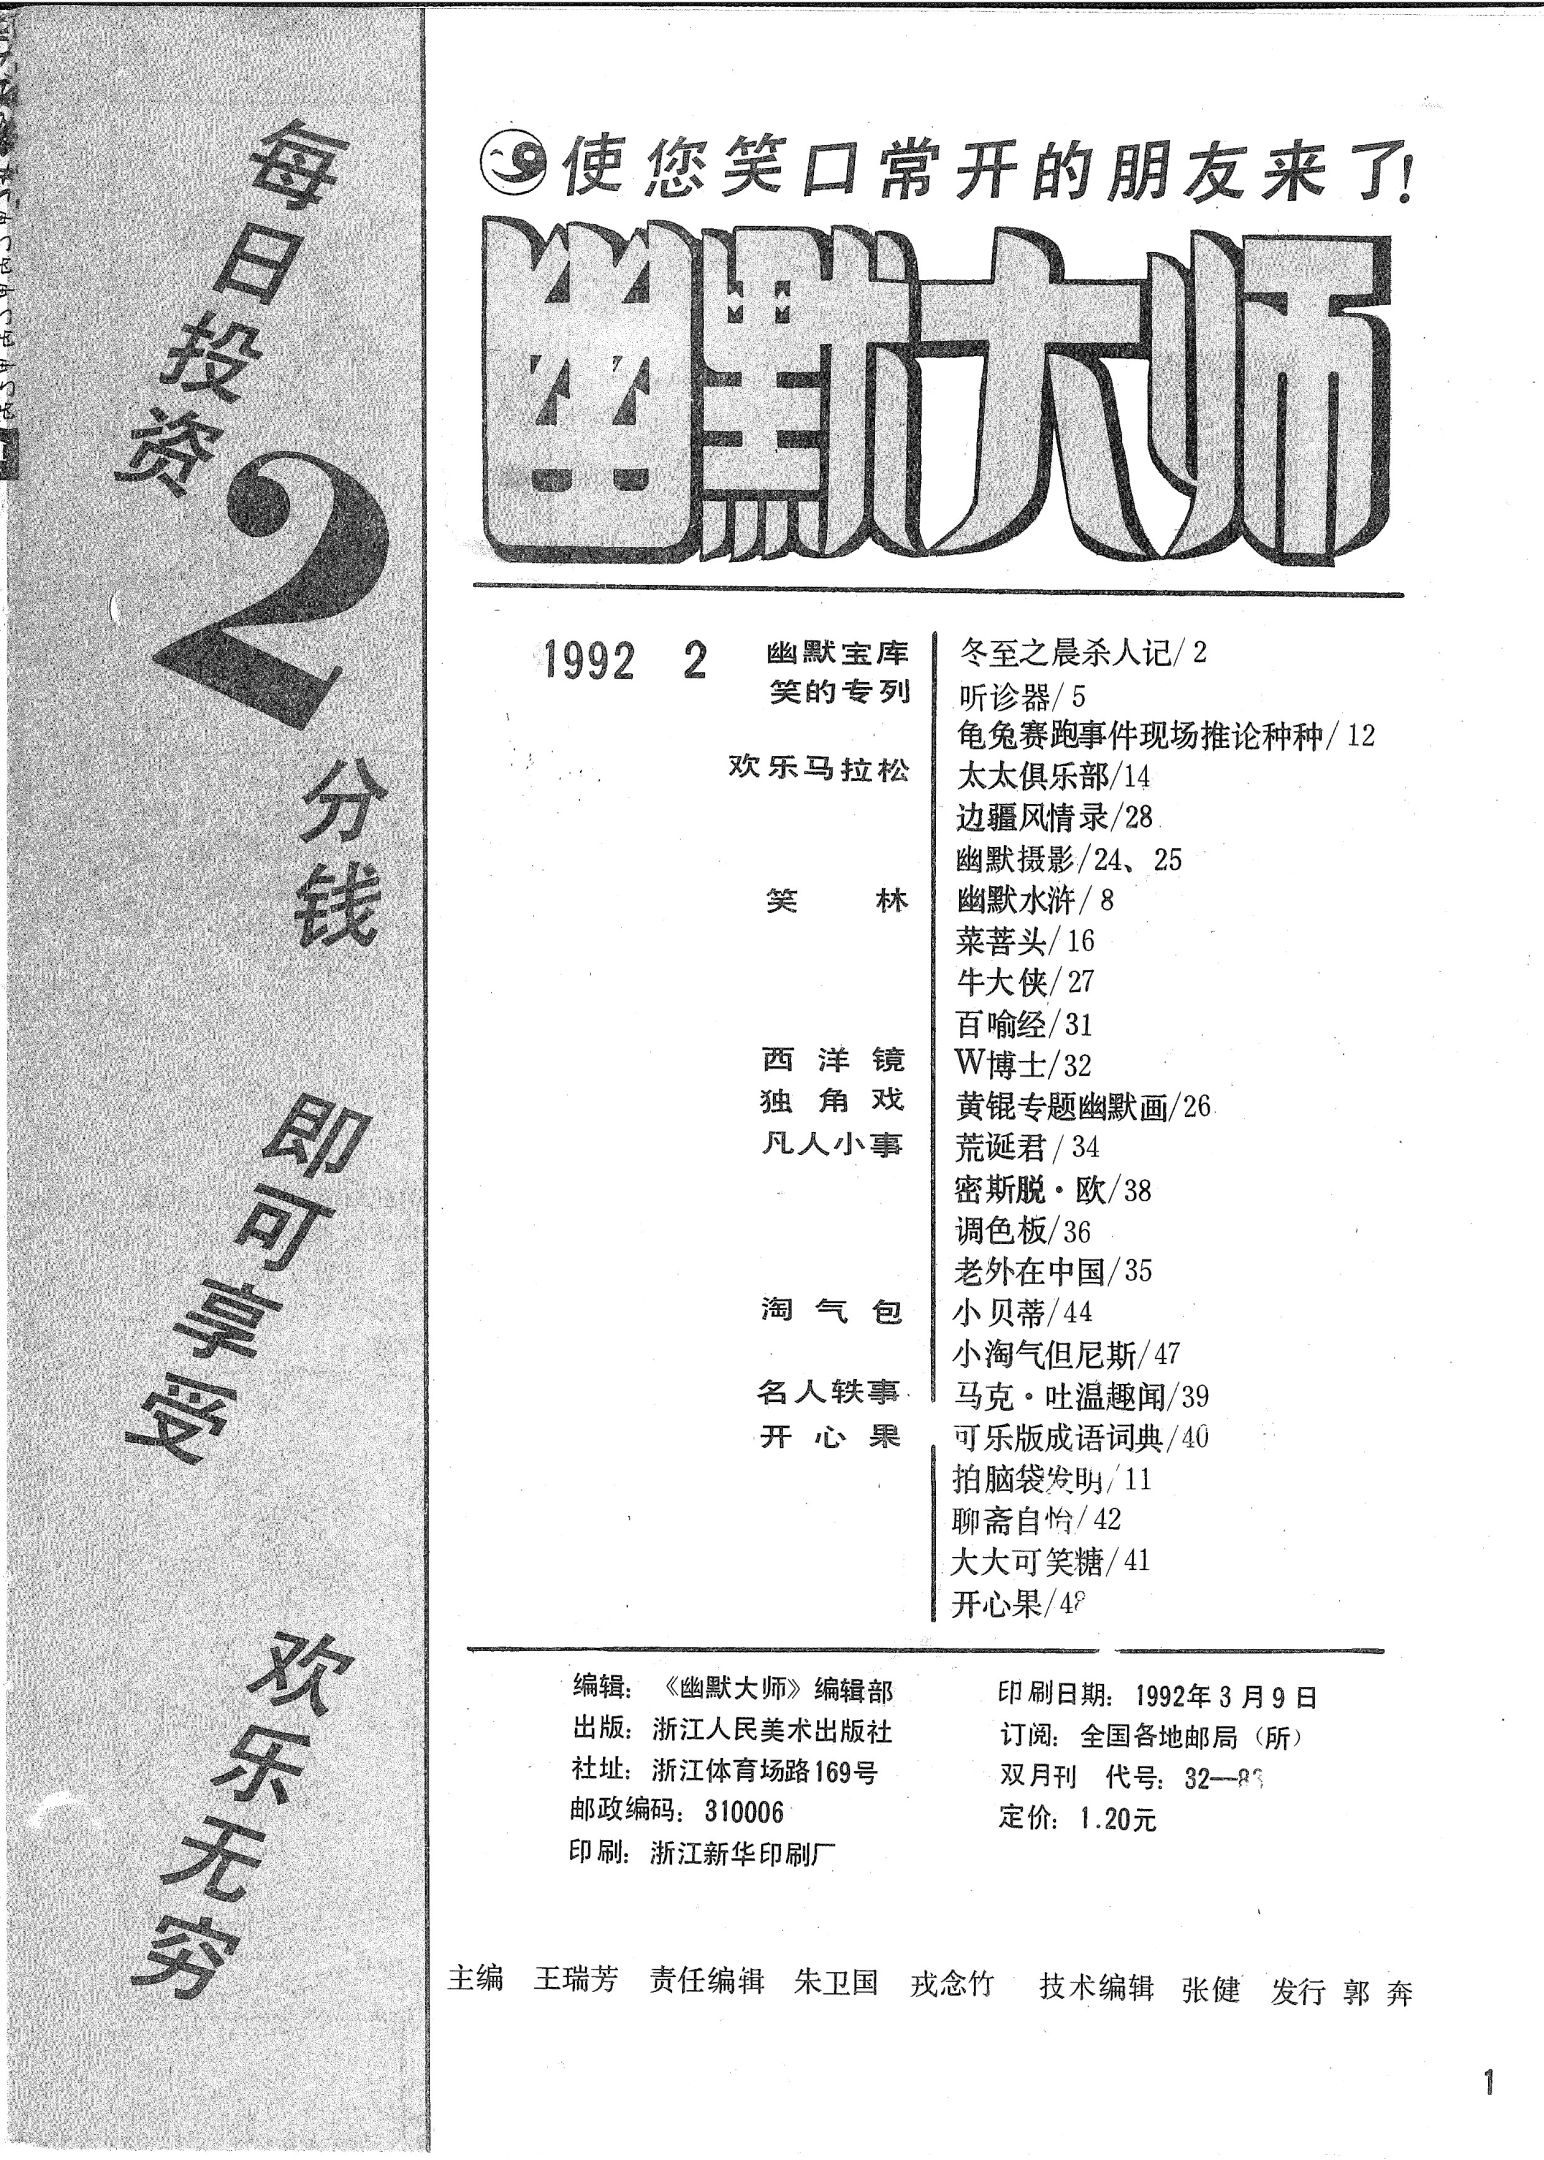 每日投资2分钱 即可享受 欢乐无穷
使您笑口常开的朋友来了!
幽默大师
1992 2
幽默宝库 冬至之晨杀人记/2
笑的专列 听诊器/5
龟兔赛跑事件现场推论种种/12
欢乐马拉松 太太俱乐部/14
边疆风情录/28
幽默摄影/24、25
笑林 幽默水浒/8
菜菩头/16
牛大侠/27
百喻经/31
西洋镜 W博士/32
独角戏 黄锟专题幽默画/26
凡人小事 荒诞君/34
密斯脱·欧/38
调色板/36
老外在中国/35
淘气包 小贝蒂/44
小淘气但尼斯/47
名人轶事 马克·吐温趣闻/39
开心果 可乐版成语词典/40
拍脑袋发明/11
聊斋自怡/42
大大可笑糖/41
开心果/48
编辑：《幽默大师》编辑部
出版：浙江人民美术出版社
社址：浙江体育场路169号
邮政编码：310006
印刷：浙江新华印刷厂
印刷日期：1992年3月9日
订阅：全国各地邮局（所）
双月刊 代号：32—83
定价：1.20元
主编 王瑞芳 责任编辑 朱卫国 戎念竹 技术编辑 张健 发行 郭奔
1